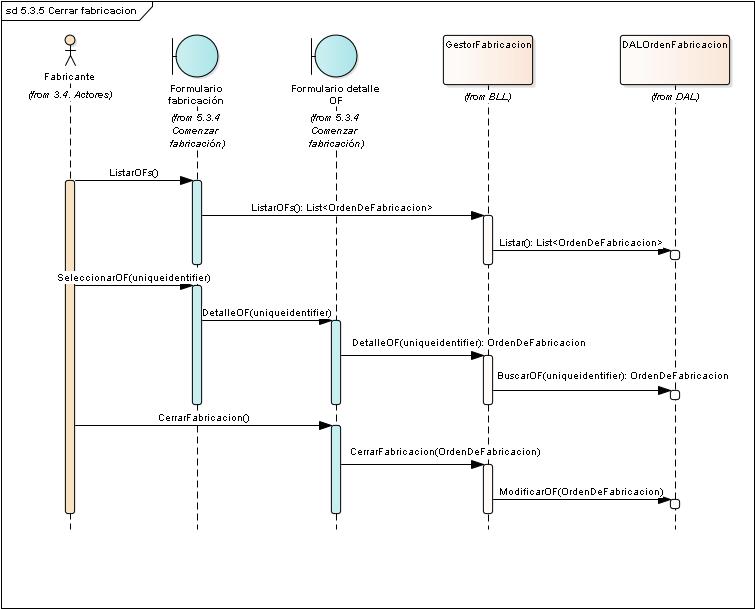 sd 5.3.5 Cerrar fabricacion
Fabricante
(from 3.4. Actores)
Formulario
fabricación
(from 5.3.4
Comenzar
fabricación)
Formulario detalle
OF
(from 5.3.4
Comenzar
fabricación)
GestorFabricacion
(from BLL)
DALOrdenFabricacion
(from DAL)
ListarOFs()
ListarOFs(): List<OrdenDeFabricacion>
Listar(): List<OrdenDeFabricacion>
SeleccionarOF(uniqueidentifier)
DetalleOF(uniqueidentifier)
DetalleOF(uniqueidentifier): OrdenDeFabricacion
BuscarOF(uniqueidentifier): OrdenDeFabricacion
CerrarFabricacion()
CerrarFabricacion(OrdenDeFabricacion)
ModificarOF(OrdenDeFabricacion)